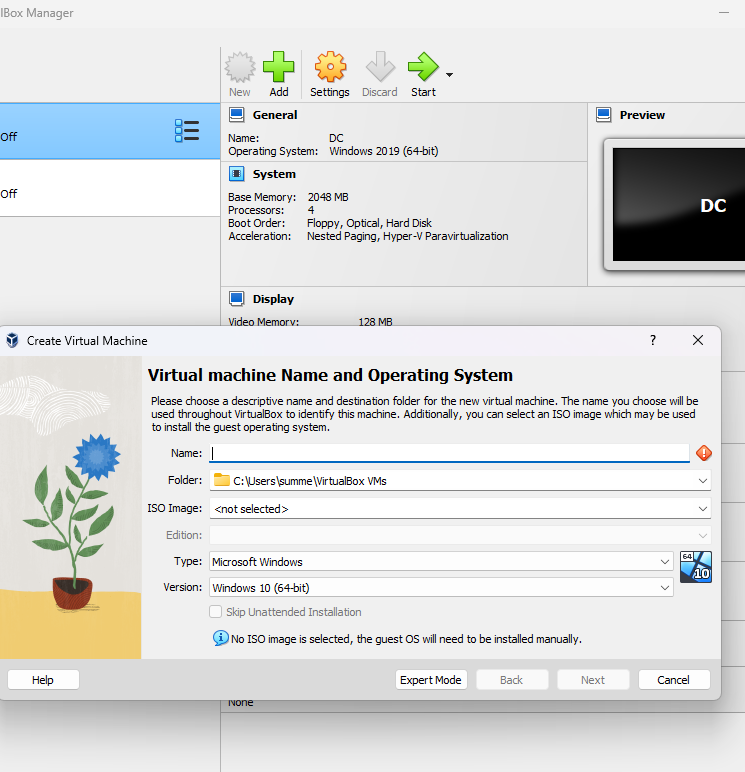 lBox Manager
New Add Settings Discard Start
Off
Off
General
Name: DC
Operating System: Windows 2019 (64-bit)
System
Base Memory: 2048 MB
Processors: 4
Boot Order: Floppy, Optical, Hard Disk
Acceleration: Nested Paging, Hyper-V Paravirtualization
Preview
DC
Display
Video Memory: 128 MB
Create Virtual Machine
?
Virtual machine Name and Operating System
Please choose a descriptive name and destination folder for the new virtual machine. The name you choose will be
used throughout VirtualBox to identify this machine. Additionally, you can select an ISO image which may be used
to install the guest operating system.
Name:
Folder: C:\Users\summe\VirtualBox VMs
ISO Image: <not selected>
Edition:
Type: Microsoft Windows
64
10
Version: Windows 10 (64-bit)
Skip Unattended Installation
No ISO image is selected, the guest OS will need to be installed manually.
Help Expert Mode Back Next Cancel
None